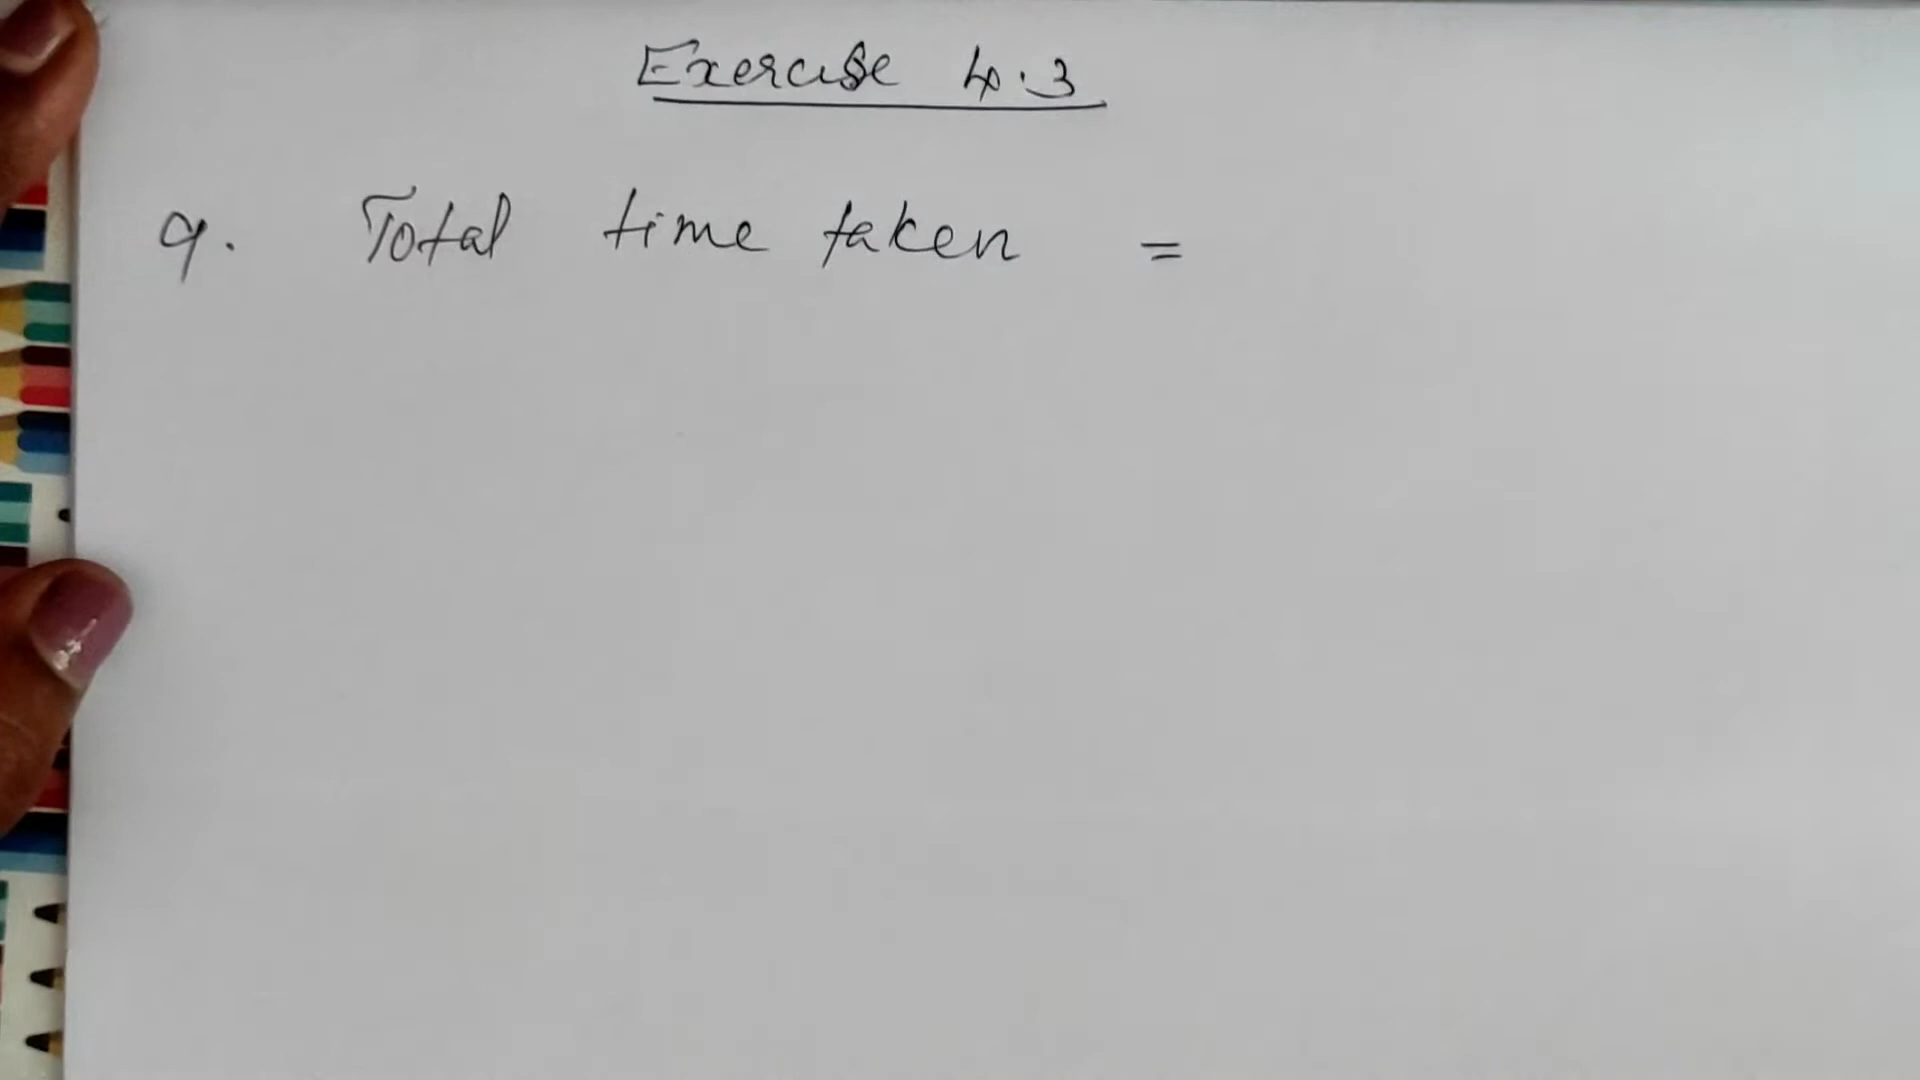 Exercise 4.3
9. Total time taken =